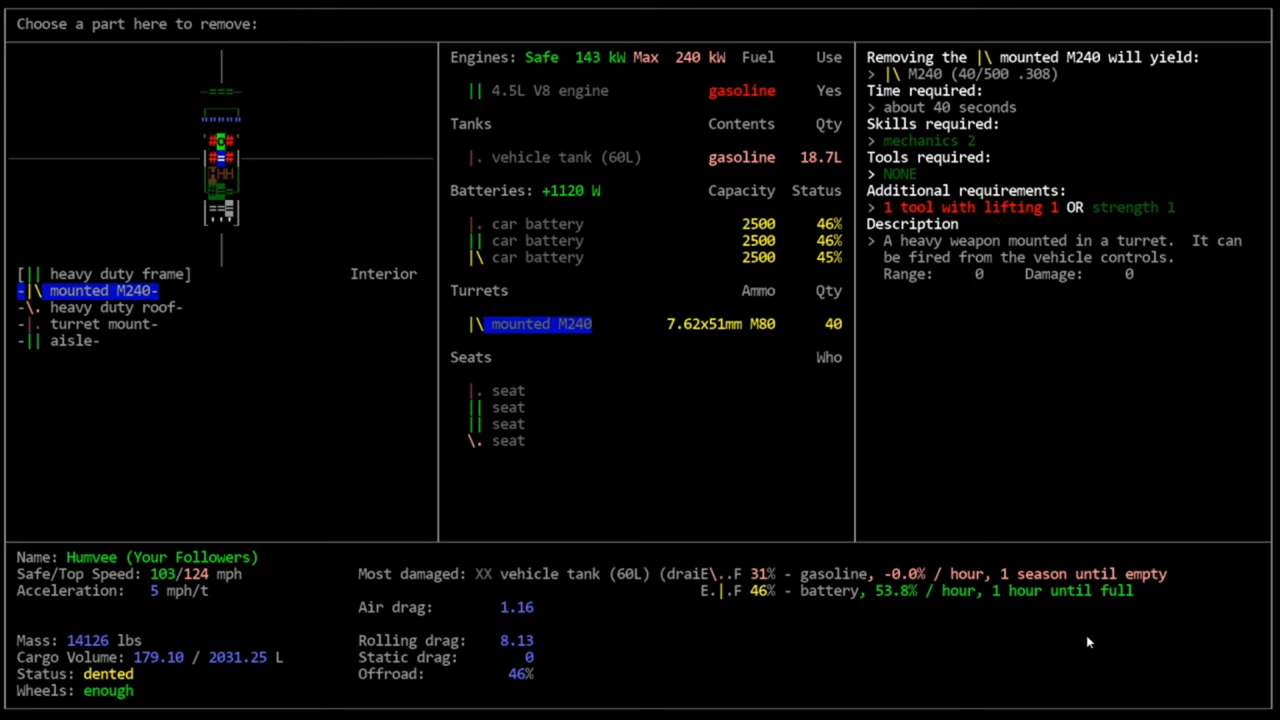 Choose a part here to remove:
[|| heavy duty frame] Interior
-|\ mounted M240-
-\. heavy duty roof-
-|. turret mount-
-|| aisle-
Engines: Safe 143 kW Max 240 kW Fuel Use
|| 4.5L V8 engine gasoline Yes
Tanks Contents Qty
|. vehicle tank (60L) gasoline 18.7L
Batteries: +1120 W Capacity Status
|. car battery 2500 46%
|| car battery 2500 46%
|\ car battery 2500 45%
Turrets Ammo Qty
|\ mounted M240 7.62x51mm M80 40
Seats Who
|. seat
|| seat
|| seat
\. seat
Removing the |\ mounted M240 will yield:
> |\ M240 (40/500 .308)
Time required:
> about 40 seconds
Skills required:
> mechanics 2
Tools required:
> NONE
Additional requirements:
> 1 tool with lifting 1 OR strength 1
Description
> A heavy weapon mounted in a turret. It can
be fired from the vehicle controls.
Range: 0 Damage: 0
Name: Humvee (Your Followers)
Safe/Top Speed: 103/124 mph
Acceleration: 5 mph/t
Mass: 14126 lbs
Cargo Volume: 179.10 / 2031.25 L
Status: dented
Wheels: enough
Most damaged: XX vehicle tank (60L) (draiE\..F 31% - gasoline, -0.0% / hour, 1 season until empty
E.|.F 46% - battery, 53.8% / hour, 1 hour until full
Air drag: 1.16
Rolling drag: 8.13
Static drag: 0
Offroad: 46%